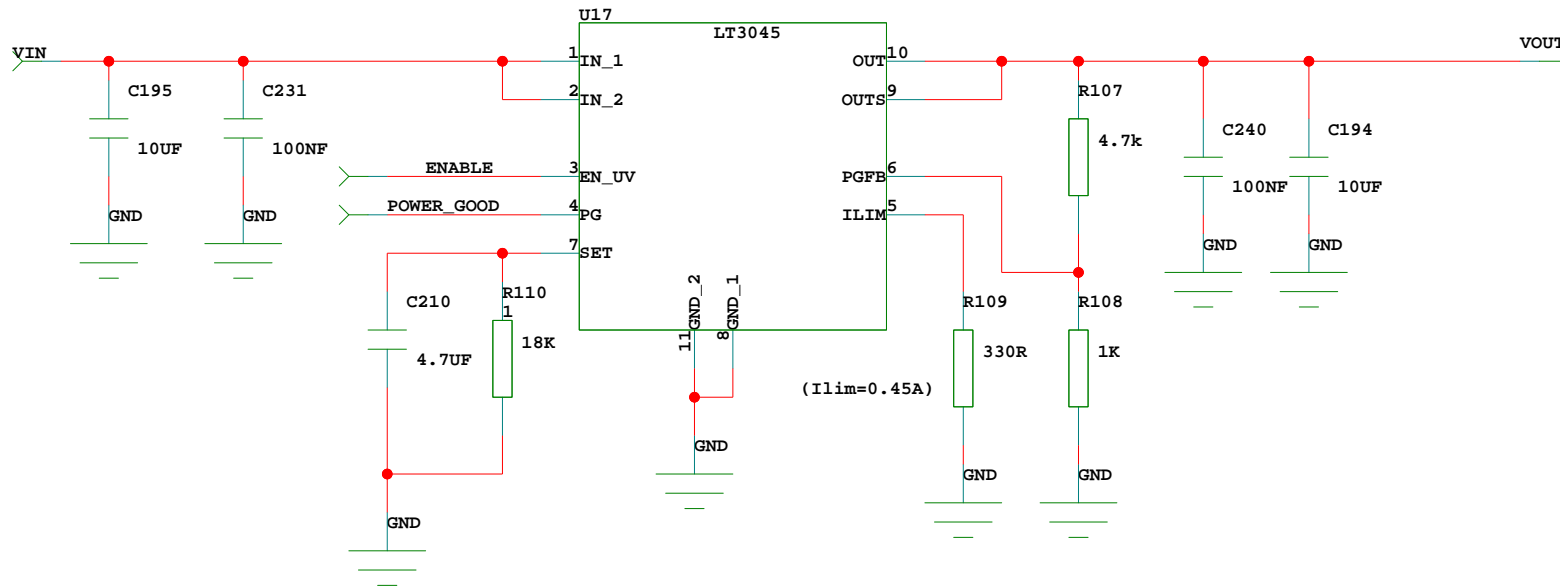 U17
LT3045
VIN
VOUT
1
IN_1
2
IN_2
3
EN_UV
4
PG
7
SET
OUT
10
OUTS
9
PGFB
6
ILIM
5
11
GND_2
8
GND_1
C195
10UF
GND
C231
100NF
GND
ENABLE
POWER_GOOD
C210
4.7UF
R110
1
18K
GND
GND
(Ilim=0.45A)
R109
330R
GND
R107
4.7k
R108
1K
GND
C240
100NF
GND
C194
10UF
GND